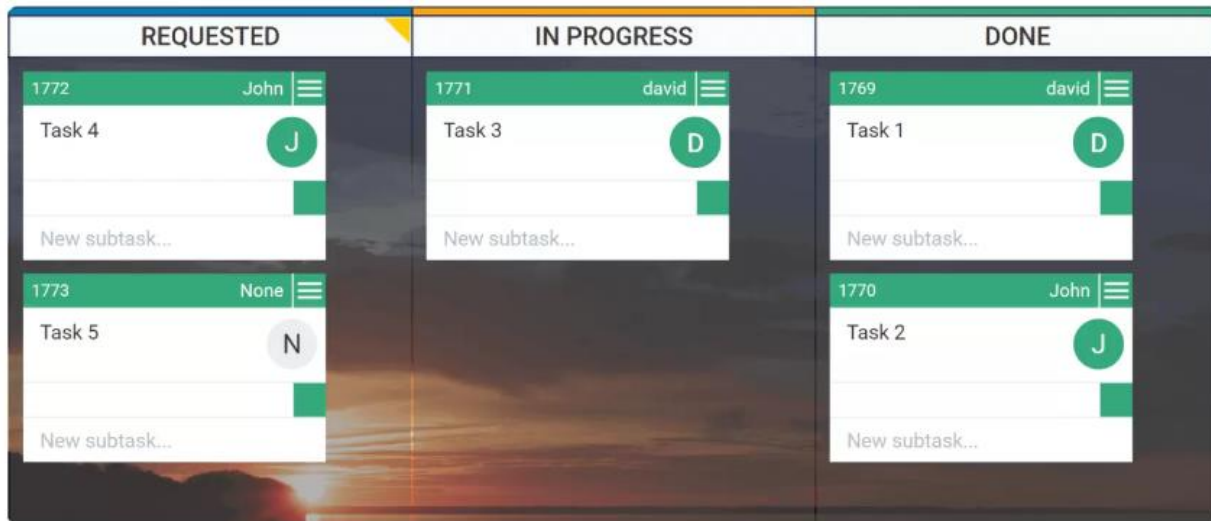 REQUESTED
1772 John
Task 4
J
New subtask...
1773 None
Task 5
N
New subtask...
IN PROGRESS
1771 david
Task 3
D
New subtask...
DONE
1769 david
Task 1
D
New subtask...
1770 John
Task 2
J
New subtask...